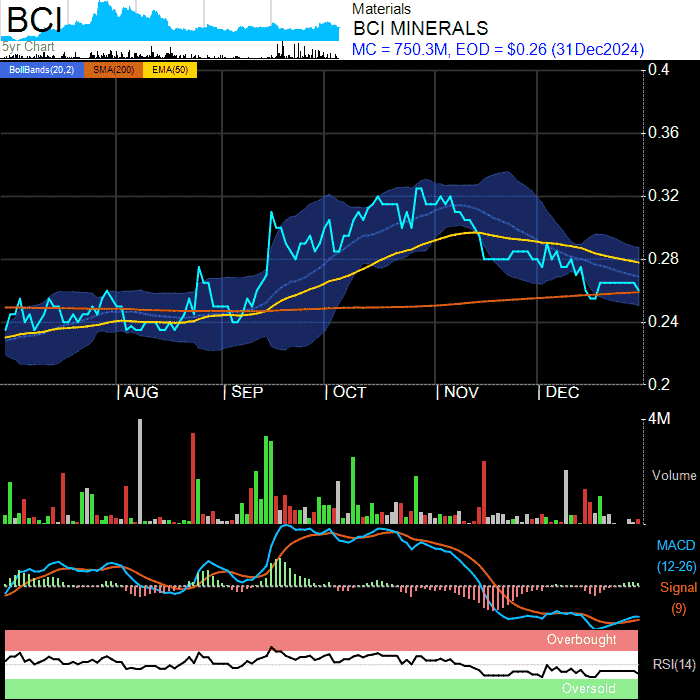 BCI
5yr Chart
Materials
BCI MINERALS
MC = 750.3M, EOD = $0.26 (31Dec2024)
BollBands(20,2) SMA(200) EMA(50)
0.4
0.36
0.32
0.28
0.24
0.2
AUG SEP OCT NOV DEC
4M
Volume
MACD
(12-26)
Signal
(9)
Overbought
RSI(14)
Oversold